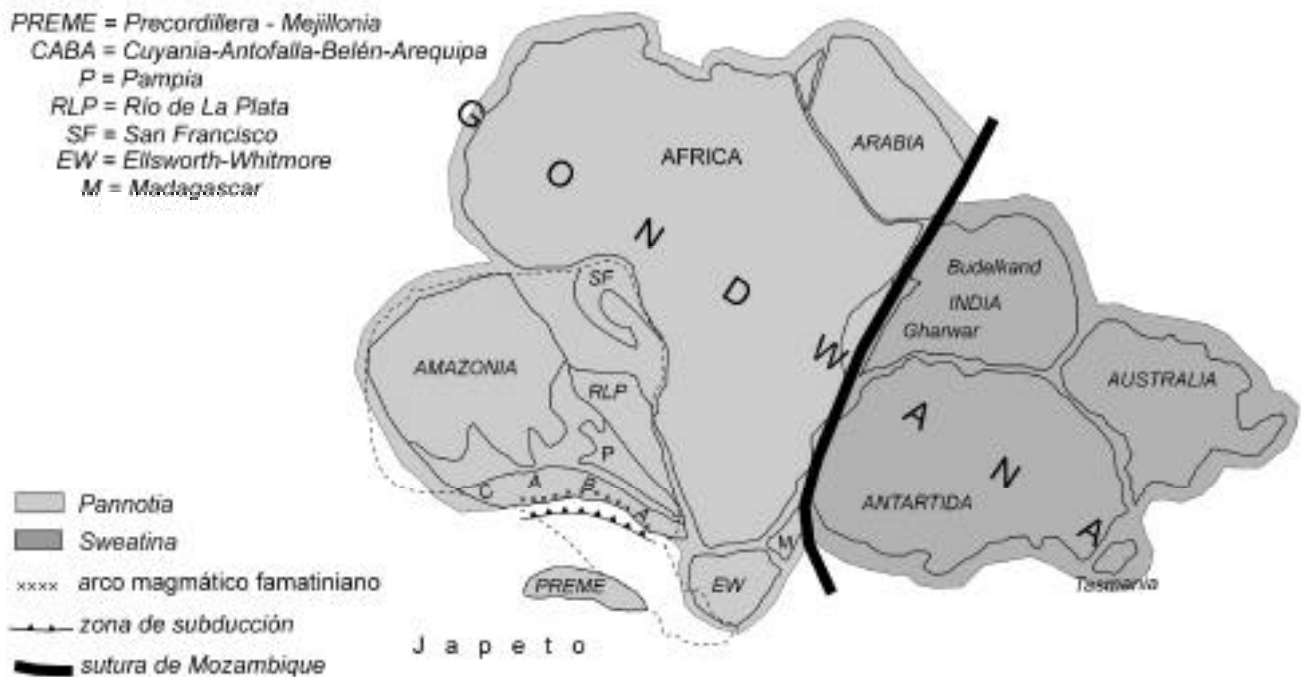 PREME = Precordillera - Mejillonia
CABA = Cuyania-Antofalla-Belén-Arequipa
P = Pampia
RLP = Río de La Plata
SF = San Francisco
EW = Ellsworth-Whitmore
M = Madagascar
G O N D W A N A
AFRICA
ARABIA
SF
Budelkand
INDIA
Gharwar
AMAZONIA
RLP
AUSTRALIA
P
C A B A
ANTARTIDA
M
EW
PREME
Tasmania
Japeto
Pannotia
Sweatina
xxxx arco magmático famatiniano
zona de subducción
sutura de Mozambique